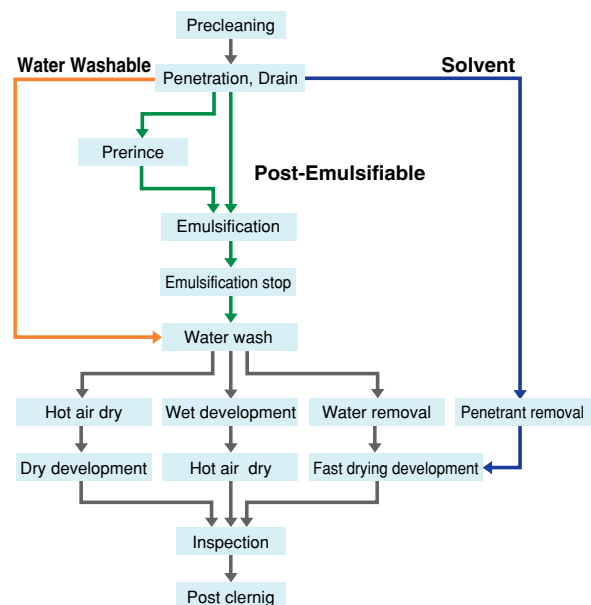 Precleaning
Water Washable
Solvent
Penetration, Drain
Prerince
Post-Emulsifiable
Emulsification
Emulsification stop
Water wash
Hot air dry
Wet development
Water removal
Penetrant removal
Dry development
Hot air dry
Fast drying development
Inspection
Post clernig